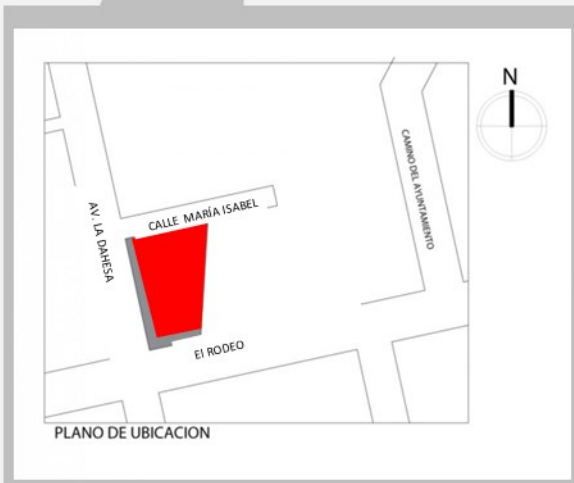 N
CAMINO DEL AYUNTAMIENTO
CALLE MARÍA ISABEL
AV. LA DAHESA
El RODEO
PLANO DE UBICACION